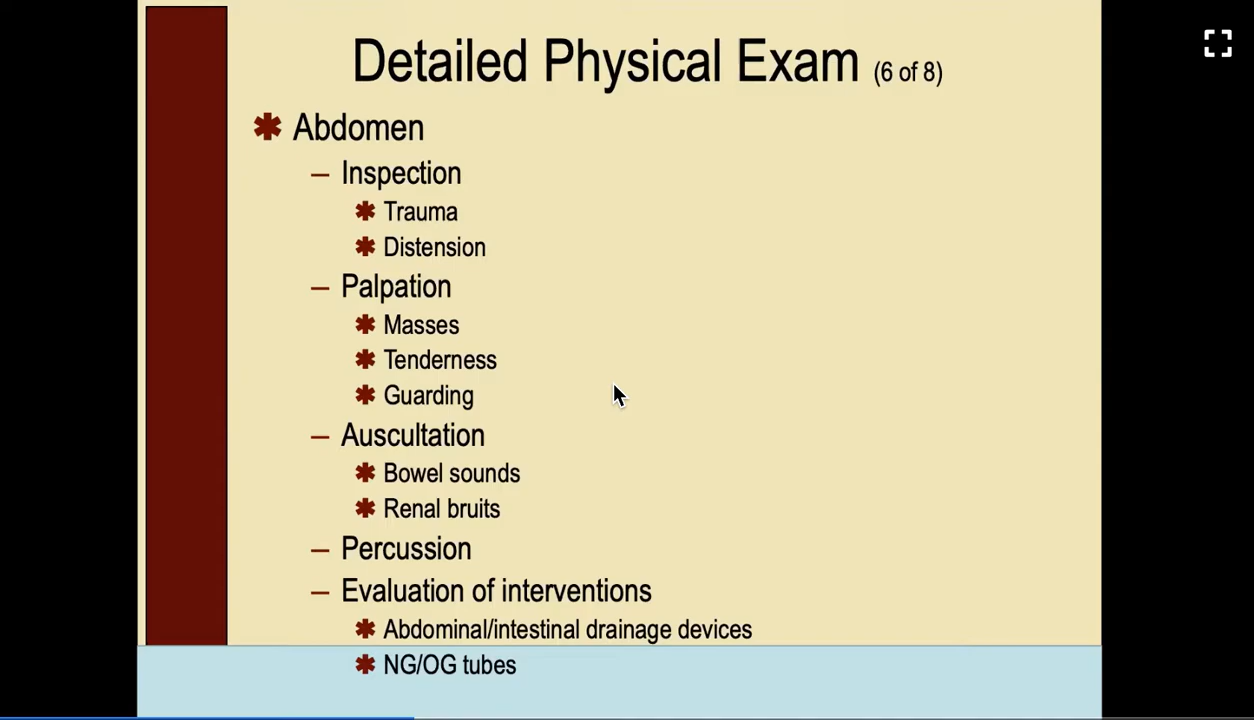 Detailed Physical Exam (6 of 8)
✱ Abdomen
– Inspection
✱ Trauma
✱ Distension
– Palpation
✱ Masses
✱ Tenderness
✱ Guarding
– Auscultation
✱ Bowel sounds
✱ Renal bruits
– Percussion
– Evaluation of interventions
✱ Abdominal/intestinal drainage devices
✱ NG/OG tubes